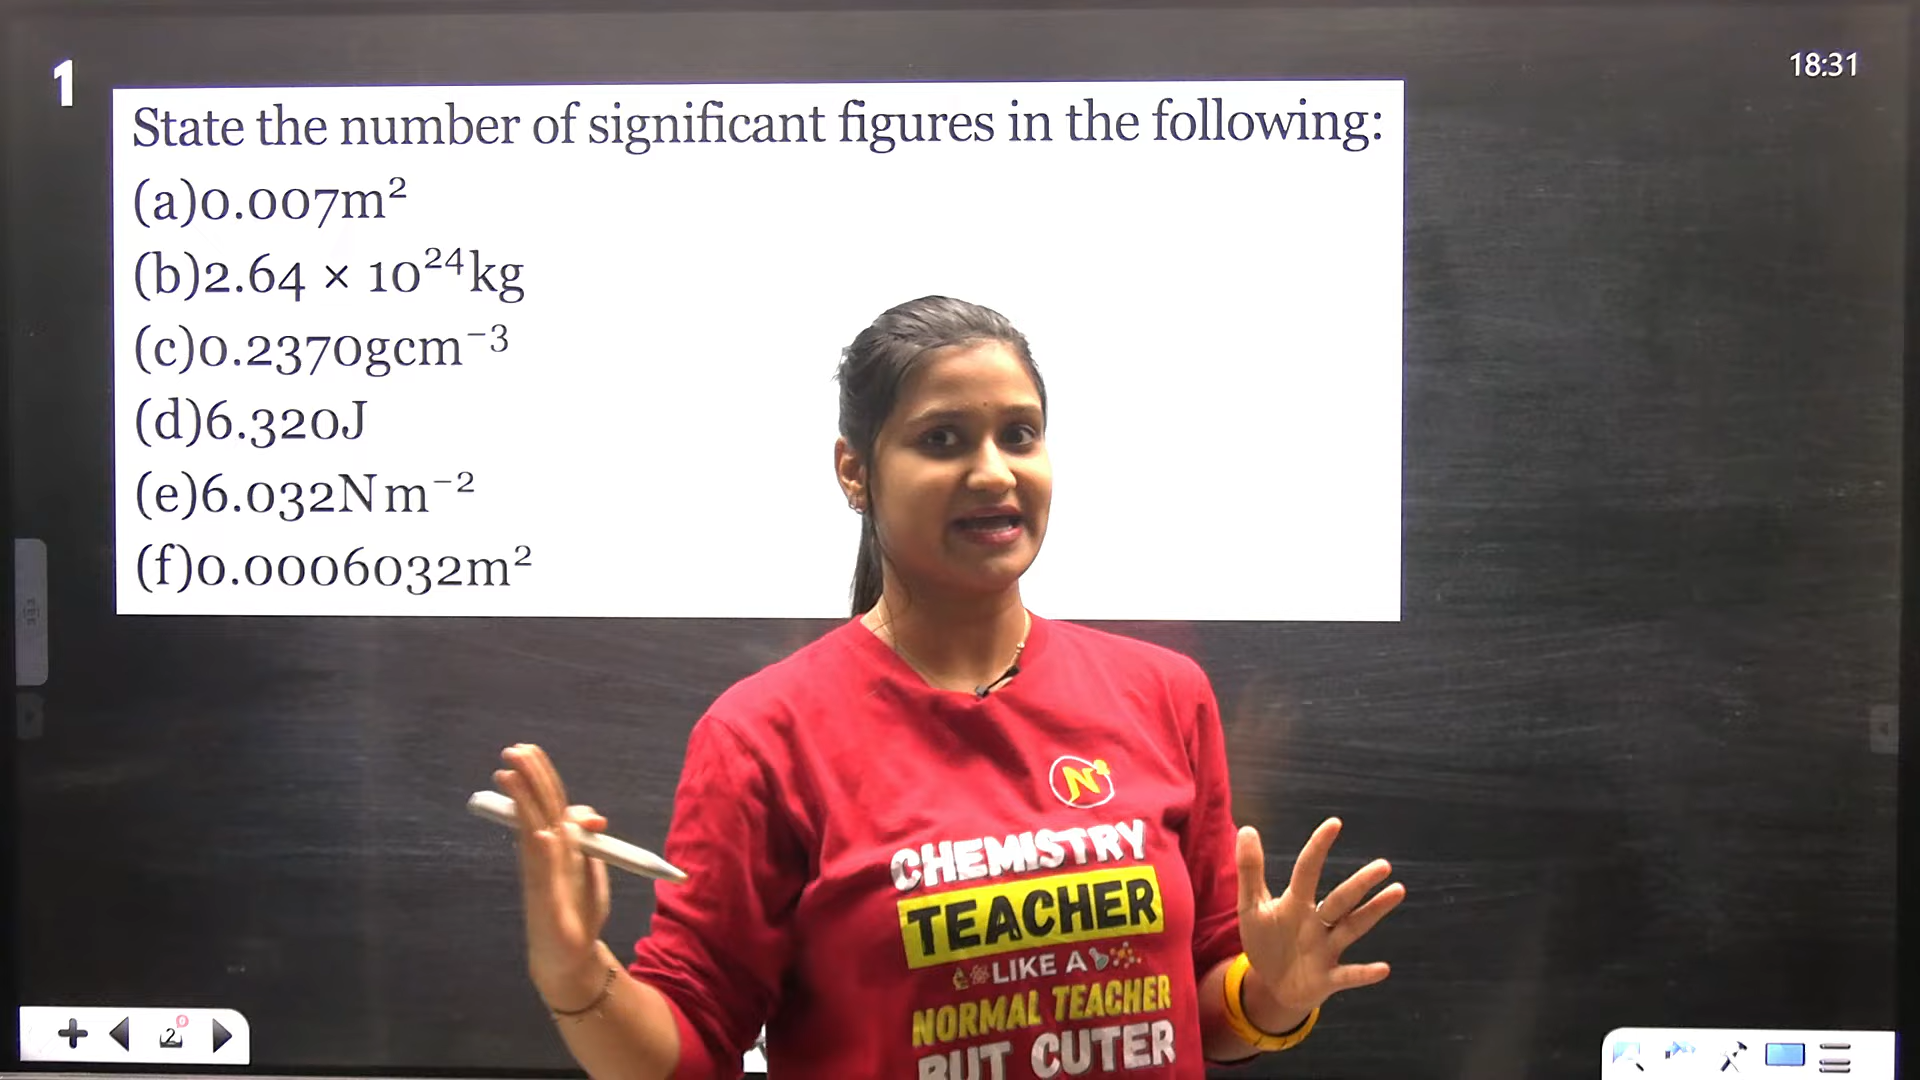 1
18:31
State the number of significant figures in the following:
(a)0.007m²
(b)2.64 × 10²⁴kg
(c)0.2370gcm⁻³
(d)6.320J
(e)6.032Nm⁻²
(f)0.0006032m²
N²
CHEMISTRY
TEACHER
LIKE A
NORMAL TEACHER
BUT CUTER
2